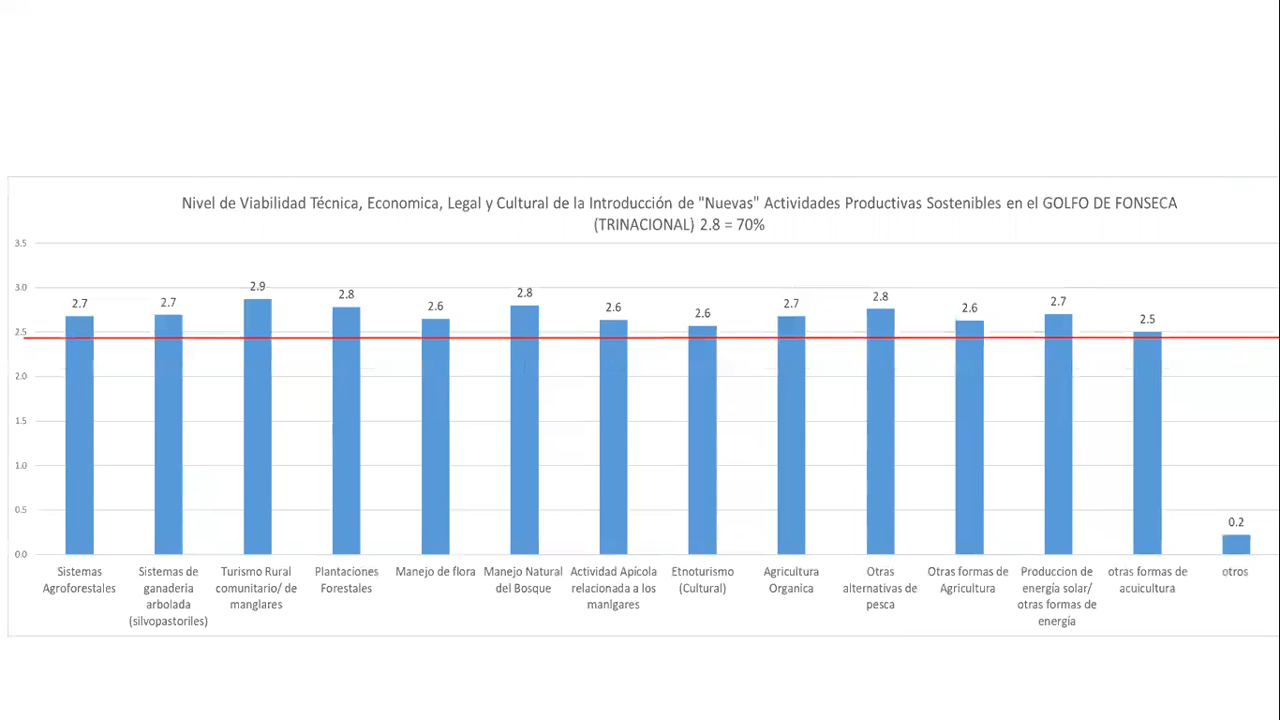 Nivel de Viabilidad Técnica, Economica, Legal y Cultural de la Introducción de "Nuevas" Actividades Productivas Sostenibles en el GOLFO DE FONSECA
(TRINACIONAL) 2.8 = 70%
3.5
3.0
2.5
2.0
1.5
1.0
0.5
0.0
2.7
2.7
2.9
2.8
2.6
2.8
2.6
2.6
2.7
2.8
2.6
2.7
2.5
0.2
Sistemas
Agroforestales
Sistemas de
ganaderia
arbolada
(silvopastoriles)
Turismo Rural
comunitario/ de
manglares
Plantaciones
Forestales
Manejo de flora
Manejo Natural
del Bosque
Actividad Apícola
relacionada a los
manlgares
Etnoturismo
(Cultural)
Agricultura
Organica
Otras
alternativas de
pesca
Otras formas de
Agricultura
Produccion de
energía solar/
otras formas de
energía
otras formas de
acuicultura
otros